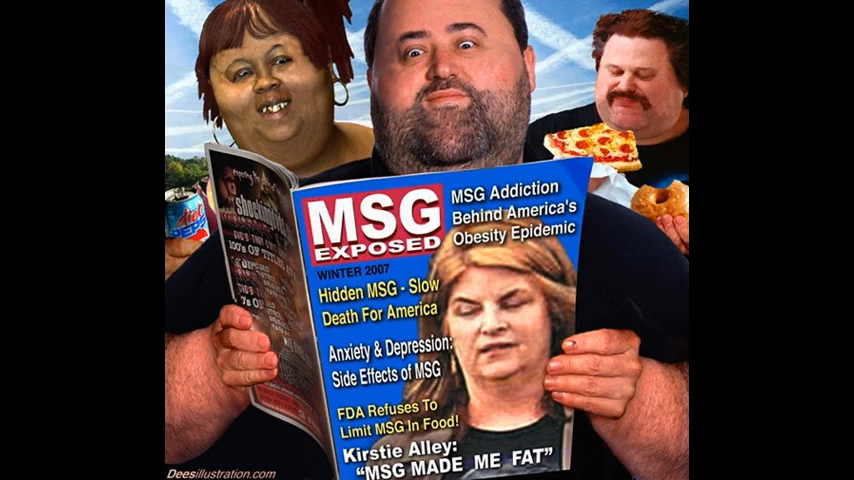 MSG
EXPOSED
WINTER 2007
MSG Addiction
Behind America's
Obesity Epidemic
Hidden MSG - Slow
Death For America
Anxiety & Depression:
Side Effects of MSG
FDA Refuses To
Limit MSG In Food!
Kirstie Alley:
"MSG MADE ME FAT"
diet
PEPSI
Deesillustration.com